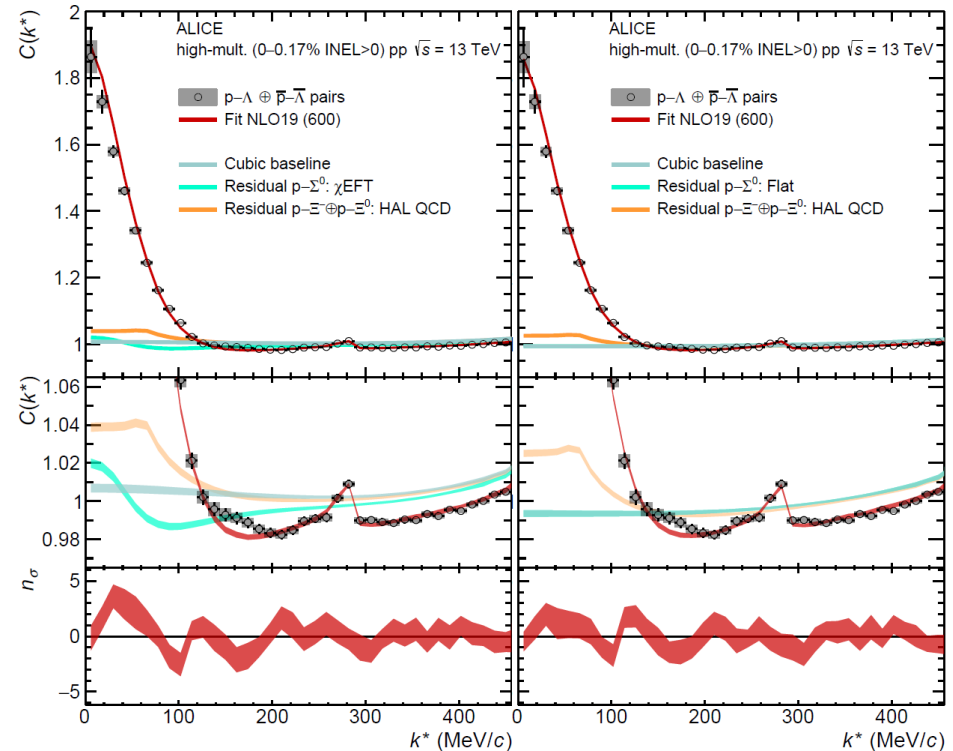 C(k*)
2
1.8
1.6
1.4
1.2
1
ALICE
high-mult. (0–0.17% INEL>0) pp √s = 13 TeV
p–Λ ⊕ p̅–Λ̅ pairs
Fit NLO19 (600)
Cubic baseline
Residual p–Σ⁰: χEFT
Residual p–Ξ⁻⊕p–Ξ⁰: HAL QCD
ALICE
high-mult. (0–0.17% INEL>0) pp √s = 13 TeV
p–Λ ⊕ p̅–Λ̅ pairs
Fit NLO19 (600)
Cubic baseline
Residual p–Σ⁰: Flat
Residual p–Ξ⁻⊕p–Ξ⁰: HAL QCD
C(k*)
1.06
1.04
1.02
1
0.98
nσ
5
0
−5
0 100 200 300 400
k* (MeV/c)
0 100 200 300 400
k* (MeV/c)